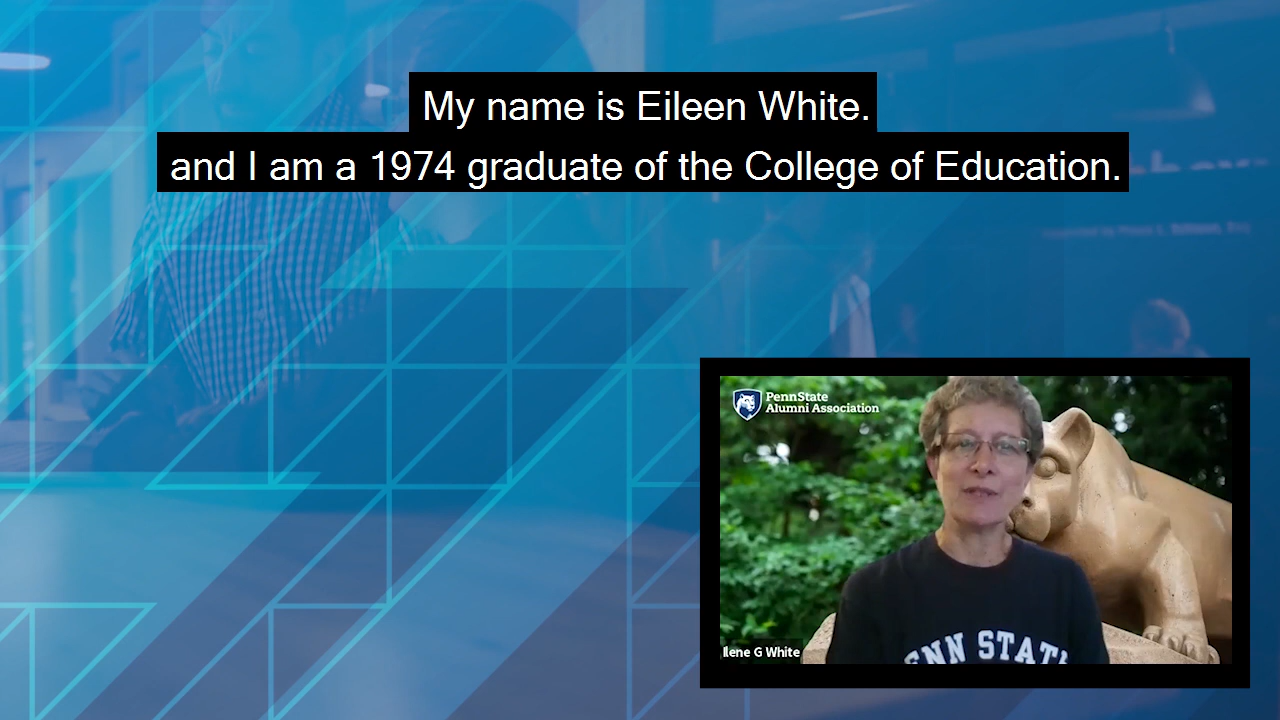 My name is Eileen White.
and I am a 1974 graduate of the College of Education.
PennState
Alumni Association
lene G White
ENN STAT